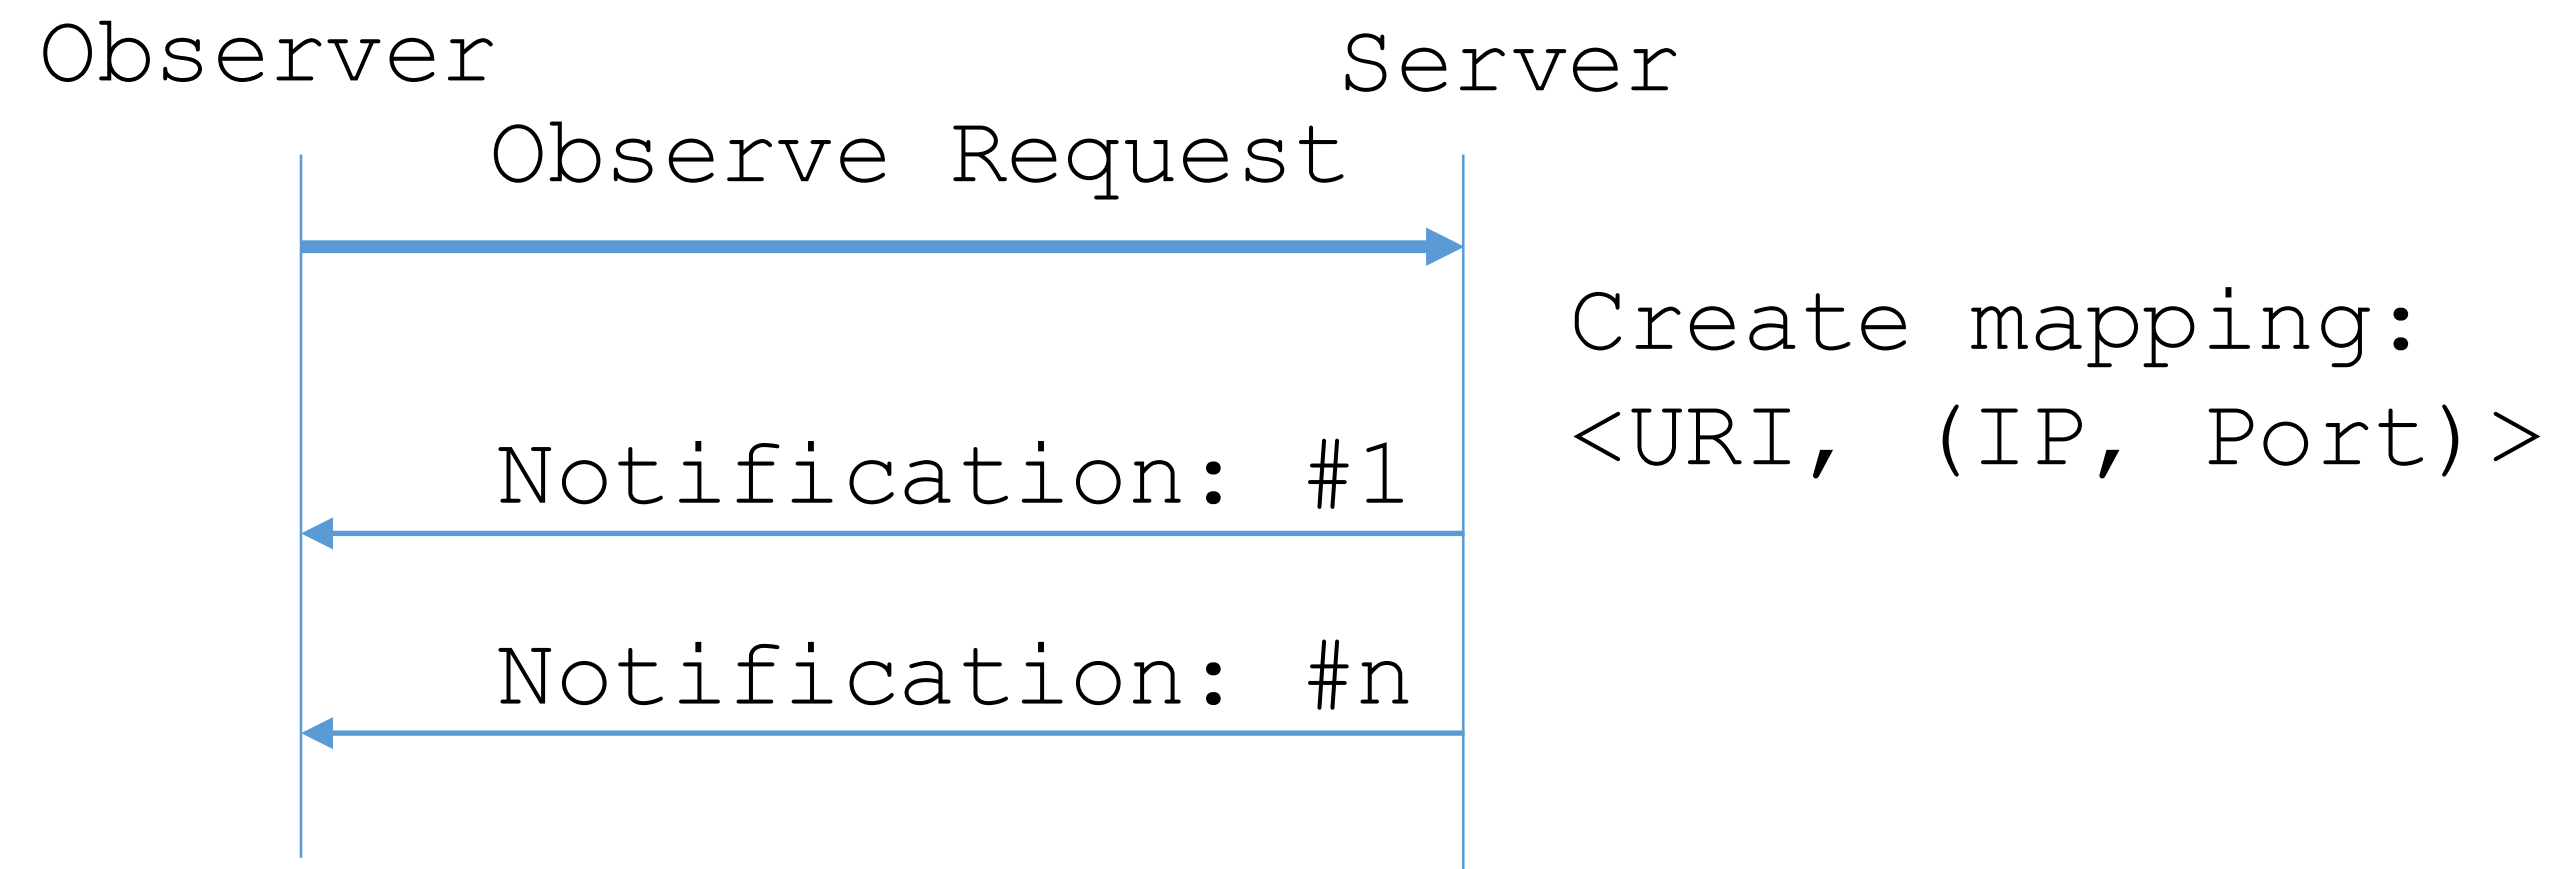 Observer
Server
Observe Request
Create mapping:
<URI, (IP, Port)>
Notification: #1
Notification: #n